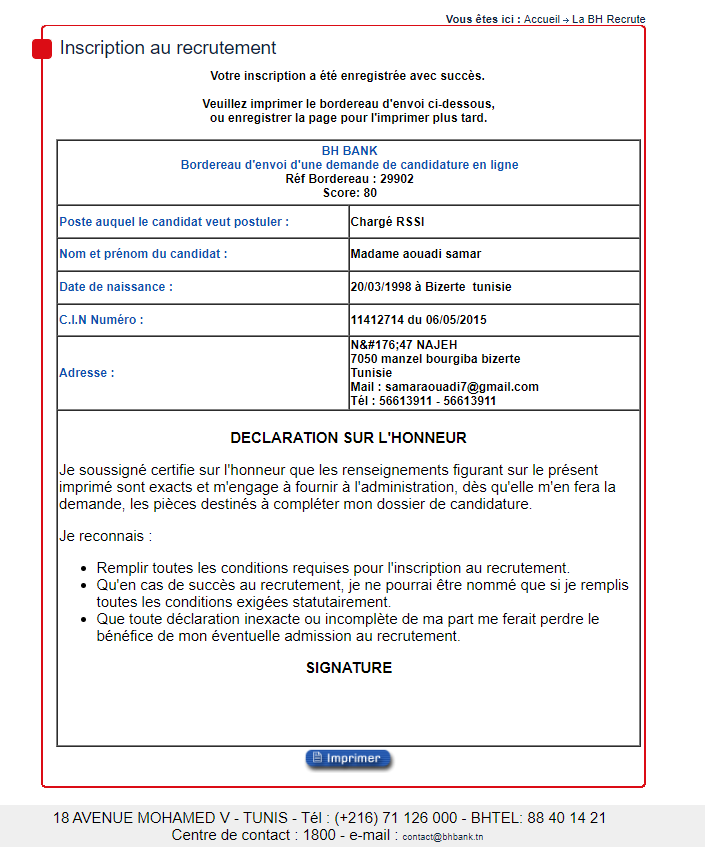 Vous êtes ici : Accueil → La BH Recrute
Inscription au recrutement
Votre inscription a été enregistrée avec succès.
Veuillez imprimer le bordereau d'envoi ci-dessous,
ou enregistrer la page pour l'imprimer plus tard.
BH BANK
Bordereau d'envoi d'une demande de candidature en ligne
Réf Bordereau : 29902
Score: 80
Poste auquel le candidat veut postuler : Chargé RSSI
Nom et prénom du candidat : Madame aouadi samar
Date de naissance : 20/03/1998 à Bizerte tunisie
C.I.N Numéro : 11412714 du 06/05/2015
Adresse :
N&#176;47 NAJEH
7050 manzel bourgiba bizerte
Tunisie
Mail : samaraouadi7@gmail.com
Tél : 56613911 - 56613911
DECLARATION SUR L'HONNEUR
Je soussigné certifie sur l'honneur que les renseignements figurant sur le présent
imprimé sont exacts et m'engage à fournir à l'administration, dès qu'elle m'en fera la
demande, les pièces destinés à compléter mon dossier de candidature.
Je reconnais :
• Remplir toutes les conditions requises pour l'inscription au recrutement.
• Qu'en cas de succès au recrutement, je ne pourrai être nommé que si je remplis
toutes les conditions exigées statutairement.
• Que toute déclaration inexacte ou incomplète de ma part me ferait perdre le
bénéfice de mon éventuelle admission au recrutement.
SIGNATURE
Imprimer
18 AVENUE MOHAMED V - TUNIS - Tél : (+216) 71 126 000 - BHTEL: 88 40 14 21
Centre de contact : 1800 - e-mail : contact@bhbank.tn